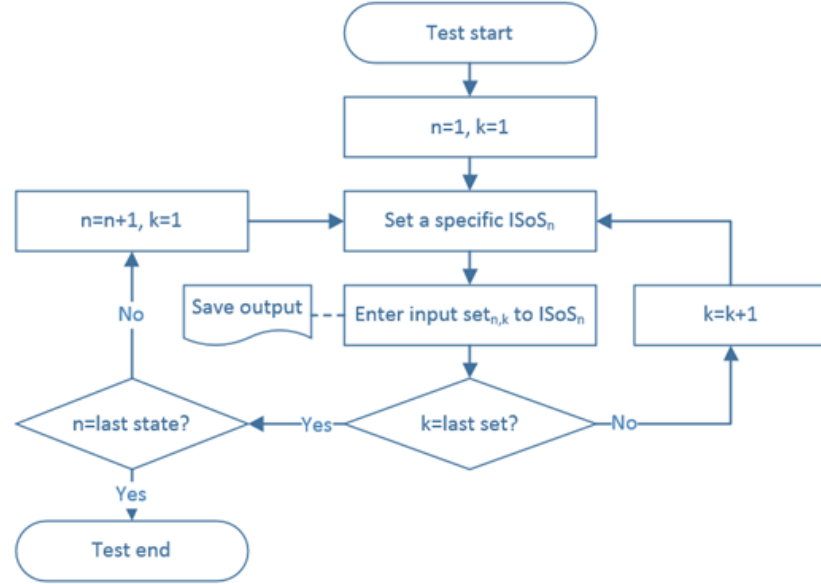 Test start
n=1, k=1
n=n+1, k=1
Set a specific ISoSₙ
Save output
Enter input setₙ,ₖ to ISoSₙ
k=k+1
No
n=last state?
Yes
k=last set?
No
Yes
Test end